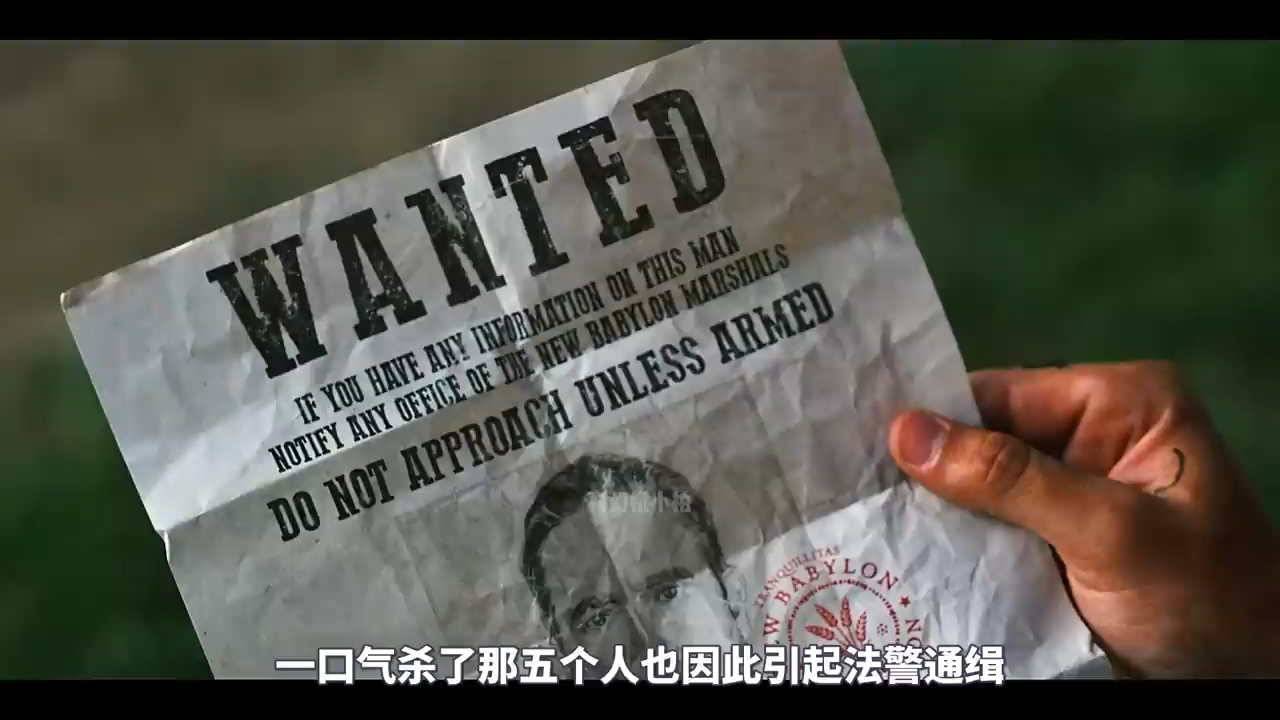 WANTED
IF YOU HAVE ANY INFORMATION ON THIS MAN
NOTIFY ANY OFFICE OF THE NEW BABYLON MARSHALS
DO NOT APPROACH UNLESS ARMED
TRANQUILLITAS
BABYLON ★
一口气杀了那五个人也因此引起法警通缉